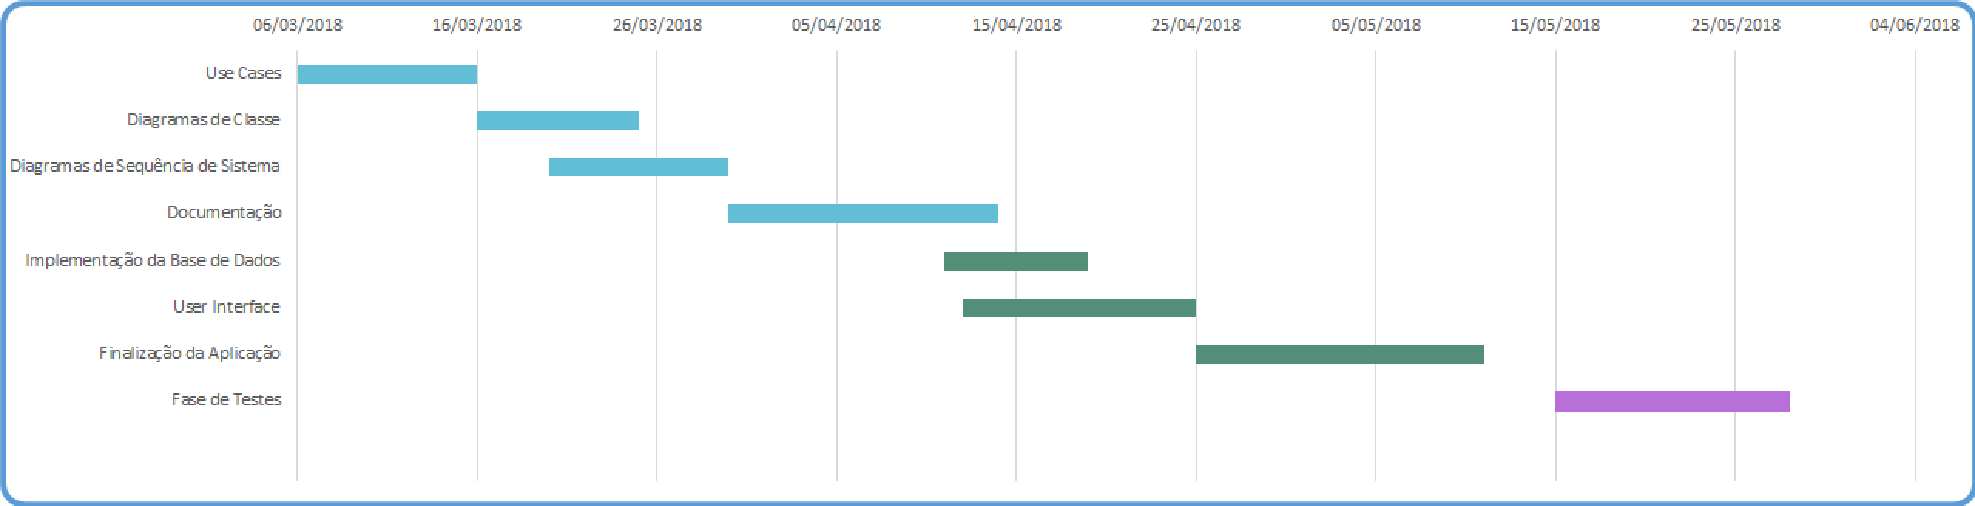 06/03/2018 16/03/2018 26/03/2018 05/04/2018 15/04/2018 25/04/2018 05/05/2018 15/05/2018 25/05/2018 04/06/2018
Use Cases
Diagramas de Classe
Diagramas de Sequência de Sistema
Documentação
Implementação da Base de Dados
User Interface
Finalização da Aplicação
Fase de Testes